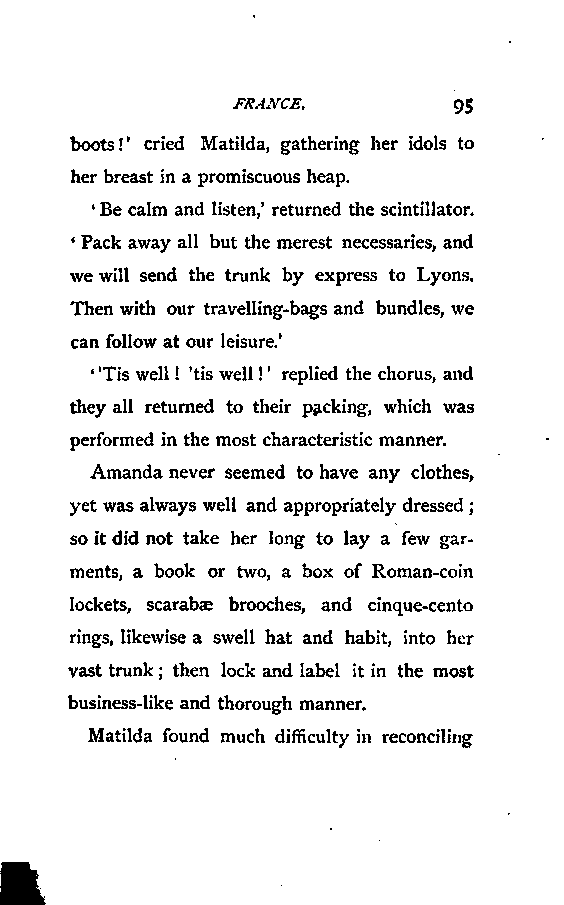 FRANCE. 95
boots!' cried Matilda, gathering her idols to
her breast in a promiscuous heap.
'Be calm and listen,' returned the scintillator.
'Pack away all but the merest necessaries, and
we will send the trunk by express to Lyons.
Then with our travelling-bags and bundles, we
can follow at our leisure.'
''Tis well! 'tis well!' replied the chorus, and
they all returned to their packing, which was
performed in the most characteristic manner.
Amanda never seemed to have any clothes,
yet was always well and appropriately dressed;
so it did not take her long to lay a few gar-
ments, a book or two, a box of Roman-coin
lockets, scarabæ brooches, and cinque-cento
rings, likewise a swell hat and habit, into her
vast trunk; then lock and label it in the most
business-like and thorough manner.
Matilda found much difficulty in reconciling